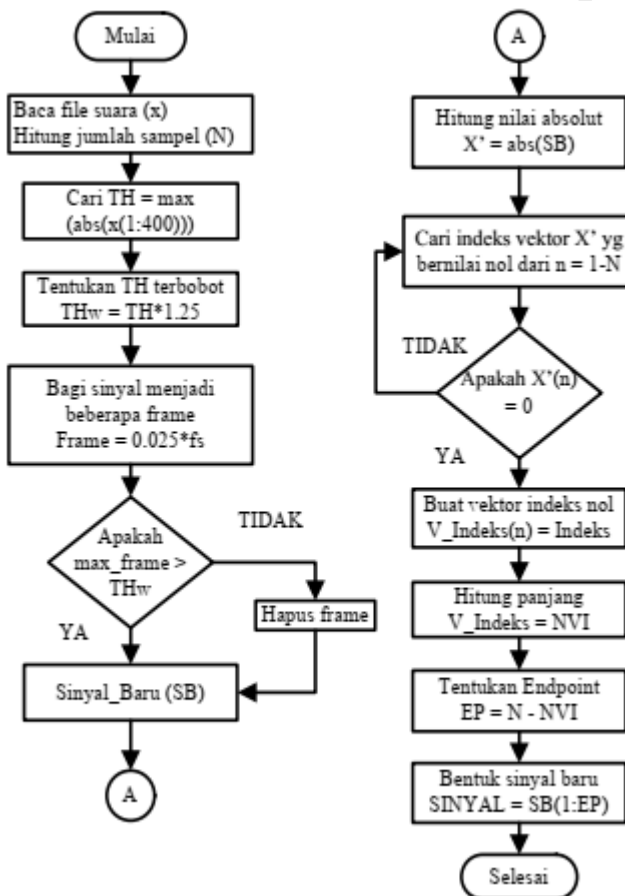 Mulai
Baca file suara (x)
Hitung jumlah sampel (N)
Cari TH = max
(abs(x(1:400)))
Tentukan TH terbobot
THw = TH*1.25
Bagi sinyal menjadi
beberapa frame
Frame = 0.025*fs
Apakah
max_frame >
THw
TIDAK
Hapus frame
YA
Sinyal_Baru (SB)
A
A
Hitung nilai absolut
X’ = abs(SB)
Cari indeks vektor X’ yg
bernilai nol dari n = 1-N
TIDAK
Apakah X’(n)
= 0
YA
Buat vektor indeks nol
V_Indeks(n) = Indeks
Hitung panjang
V_Indeks = NVI
Tentukan Endpoint
EP = N - NVI
Bentuk sinyal baru
SINYAL = SB(1:EP)
Selesai